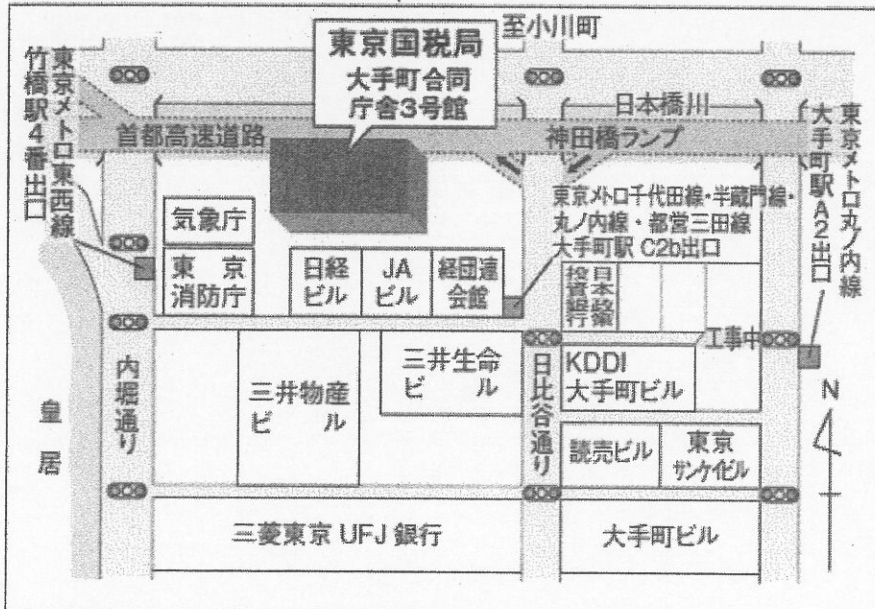 至小川町
東京国税局
大手町合同
庁舎3号館
東京メトロ東西線
竹橋駅4番出口
首都高速道路
日本橋川
神田橋ランプ
東京メトロ丸ノ内線
大手町駅A2出口
東京メトロ千代田線・半蔵門線・
丸ノ内線・都営三田線
大手町駅 C2b出口
気象庁
東京
消防庁
日経
ビル
JA
ビル
経団連
会館
日本政策
投資銀行
工事中
内堀通り
三井物産
ビル
三井生命
ビル
日比谷通り
KDDI
大手町ビル
N
皇居
読売ビル
東京
サンケイビル
三菱東京 UFJ 銀行
大手町ビル